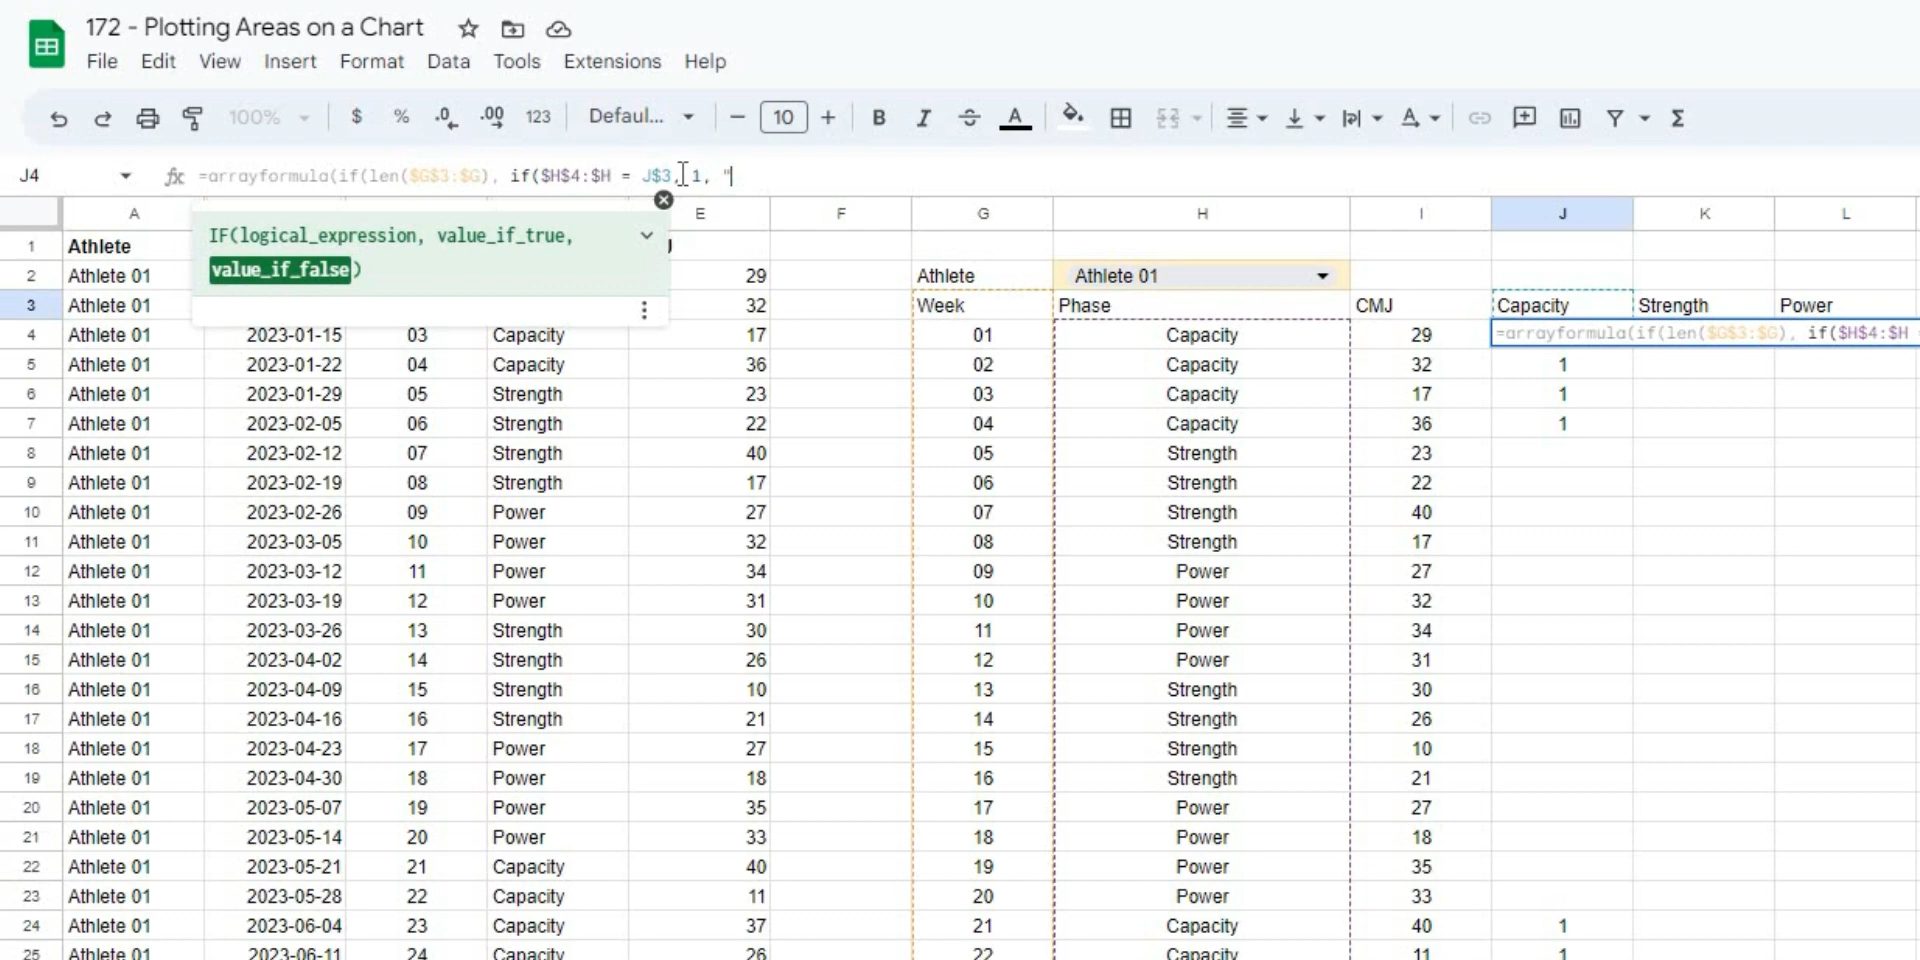 172 - Plotting Areas on a Chart
File Edit View Insert Format Data Tools Extensions Help
100% $ % .0 .00 123 Defaul... − 10 + B I S A Σ
J4 fx =arrayformula(if(len($G$3:$G), if($H$4:$H = J$3, 1, "
A E F G H I J K L
IF(logical_expression, value_if_true,
value_if_false)
1 Athlete
2 Athlete 01 29 Athlete Athlete 01
3 Athlete 01 32 Week Phase CMJ Capacity Strength Power
4 Athlete 01 2023-01-15 03 Capacity 17 01 Capacity 29 =arrayformula(if(len($G$3:$G), if($H$4:$H =
5 Athlete 01 2023-01-22 04 Capacity 36 02 Capacity 32 1
6 Athlete 01 2023-01-29 05 Strength 23 03 Capacity 17 1
7 Athlete 01 2023-02-05 06 Strength 22 04 Capacity 36 1
8 Athlete 01 2023-02-12 07 Strength 40 05 Strength 23
9 Athlete 01 2023-02-19 08 Strength 17 06 Strength 22
10 Athlete 01 2023-02-26 09 Power 27 07 Strength 40
11 Athlete 01 2023-03-05 10 Power 32 08 Strength 17
12 Athlete 01 2023-03-12 11 Power 34 09 Power 27
13 Athlete 01 2023-03-19 12 Power 31 10 Power 32
14 Athlete 01 2023-03-26 13 Strength 30 11 Power 34
15 Athlete 01 2023-04-02 14 Strength 26 12 Power 31
16 Athlete 01 2023-04-09 15 Strength 10 13 Strength 30
17 Athlete 01 2023-04-16 16 Strength 21 14 Strength 26
18 Athlete 01 2023-04-23 17 Power 27 15 Strength 10
19 Athlete 01 2023-04-30 18 Power 18 16 Strength 21
20 Athlete 01 2023-05-07 19 Power 35 17 Power 27
21 Athlete 01 2023-05-14 20 Power 33 18 Power 18
22 Athlete 01 2023-05-21 21 Capacity 40 19 Power 35
23 Athlete 01 2023-05-28 22 Capacity 11 20 Power 33
24 Athlete 01 2023-06-04 23 Capacity 37 21 Capacity 40 1
25 Athlete 01 2023-06-11 24 Capacity 26 22 Capacity 11 1